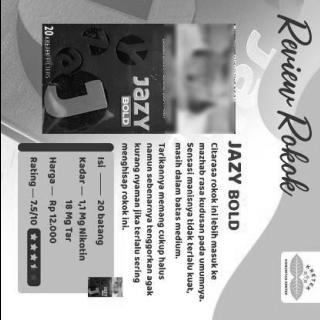 Review Rokok
JAZY BOLD
Citarasa rokok ini lebih masuk ke
mazhab rasa kudusan pada umumnya.
Sensasi manisnya tidak terlalu kuat,
masih dalam batas medium.
Tarikannya memang cukup halus
namun sebenarnya tenggorokan agak
kurang nyaman jika terlalu sering
menghisap rokok ini.
Isi — 20 batang
Kadar — 1,1 Mg Nikotin
18 Mg Tar
Harga — Rp 12.000
Rating — 7.5/10
Jazy
BOLD
20